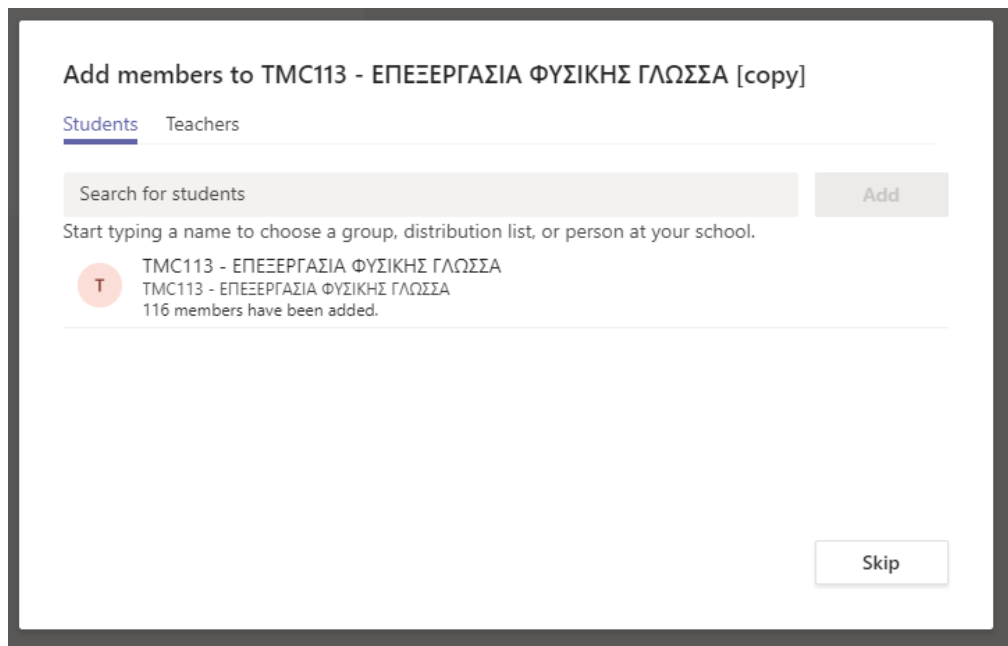 Add members to TMC113 - ΕΠΕΞΕΡΓΑΣΙΑ ΦΥΣΙΚΗΣ ΓΛΩΣΣΑ [copy]
Students Teachers
Search for students Add
Start typing a name to choose a group, distribution list, or person at your school.
TMC113 - ΕΠΕΞΕΡΓΑΣΙΑ ΦΥΣΙΚΗΣ ΓΛΩΣΣΑ
T TMC113 - ΕΠΕΞΕΡΓΑΣΙΑ ΦΥΣΙΚΗΣ ΓΛΩΣΣΑ
116 members have been added.
Skip